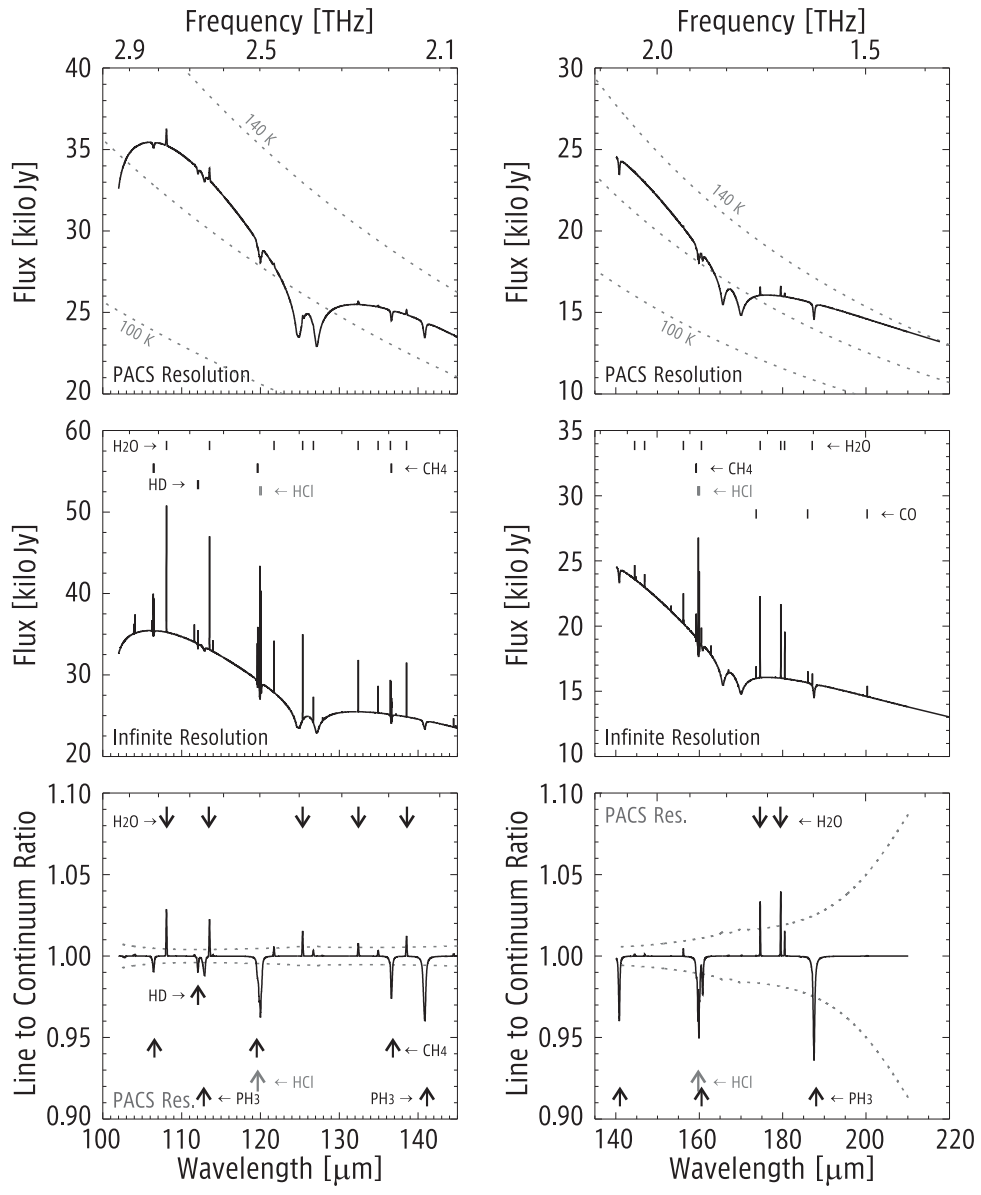 Frequency [THz]
2.9 2.5 2.1
40
35
30
25
20
Flux [kilo Jy]
140 K
100 K
PACS Resolution
Frequency [THz]
2.0 1.5
30
25
20
15
10
Flux [kilo Jy]
140 K
100 K
PACS Resolution
60
50
40
30
20
Flux [kilo Jy]
H2O →
← CH4
HD →
← HCl
Infinite Resolution
35
30
25
20
15
10
Flux [kilo Jy]
← H2O
← CH4
← HCl
← CO
Infinite Resolution
1.10
1.05
1.00
0.95
0.90
Line to Continuum Ratio
H2O →
HD →
← CH4
← HCl
PACS Res.
← PH3
PH3 →
100 110 120 130 140
Wavelength [μm]
1.10
1.05
1.00
0.95
0.90
Line to Continuum Ratio
PACS Res.
← H2O
← HCl
← PH3
140 160 180 200 220
Wavelength [μm]